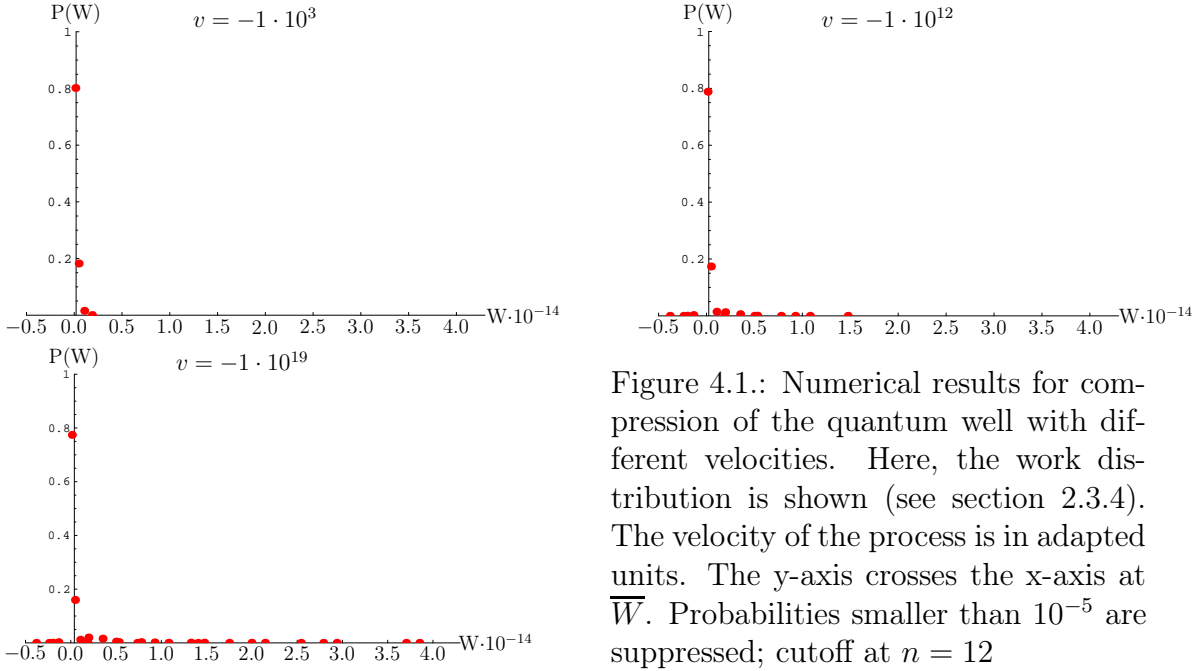 P(W)
v = −1 · 10³
1
0.8
0.6
0.4
0.2
−0.5 0.0 0.5 1.0 1.5 2.0 2.5 3.0 3.5 4.0 W·10⁻¹⁴
P(W)
v = −1 · 10¹²
1
0.8
0.6
0.4
0.2
−0.5 0.0 0.5 1.0 1.5 2.0 2.5 3.0 3.5 4.0 W·10⁻¹⁴
P(W)
v = −1 · 10¹⁹
1
0.8
0.6
0.4
0.2
−0.5 0.0 0.5 1.0 1.5 2.0 2.5 3.0 3.5 4.0 W·10⁻¹⁴
Figure 4.1.: Numerical results for com-
pression of the quantum well with dif-
ferent velocities. Here, the work dis-
tribution is shown (see section 2.3.4).
The velocity of the process is in adapted
units. The y-axis crosses the x-axis at
W̅. Probabilities smaller than 10⁻⁵ are
suppressed; cutoff at n = 12